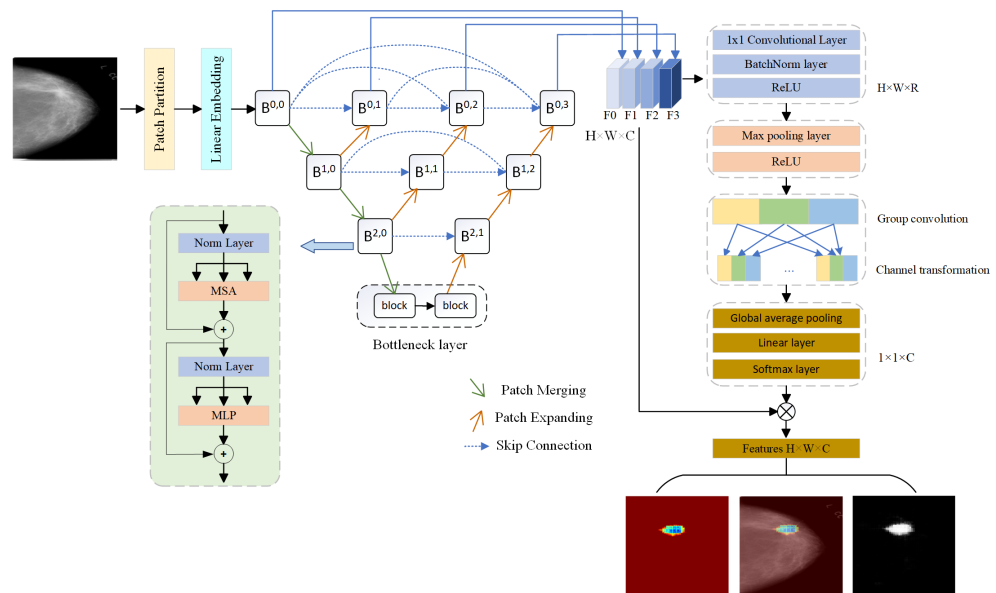 Patch Partition
Linear Embedding
B0,0
B0,1
B0,2
B0,3
B1,0
B1,1
B1,2
B2,0
B2,1
block
block
Bottleneck layer
F0 F1 F2 F3
H×W×C
Norm Layer
MSA
+
Norm Layer
MLP
+
Patch Merging
Patch Expanding
Skip Connection
1x1 Convolutional Layer
BatchNorm layer
ReLU
H×W×R
Max pooling layer
ReLU
Group convolution
...
Channel transformation
Global average pooling
Linear layer
Softmax layer
1×1×C
Features H×W×C